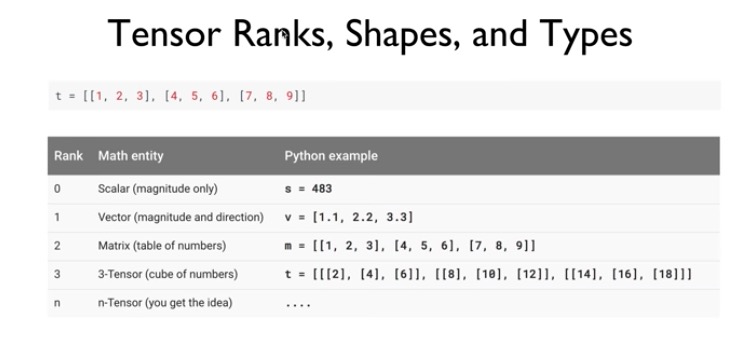 Tensor Ranks, Shapes, and Types
t = [[1, 2, 3], [4, 5, 6], [7, 8, 9]]
Rank Math entity Python example
0 Scalar (magnitude only) s = 483
1 Vector (magnitude and direction) v = [1.1, 2.2, 3.3]
2 Matrix (table of numbers) m = [[1, 2, 3], [4, 5, 6], [7, 8, 9]]
3 3-Tensor (cube of numbers) t = [[[2], [4], [6]], [[8], [10], [12]], [[14], [16], [18]]]
n n-Tensor (you get the idea) ....